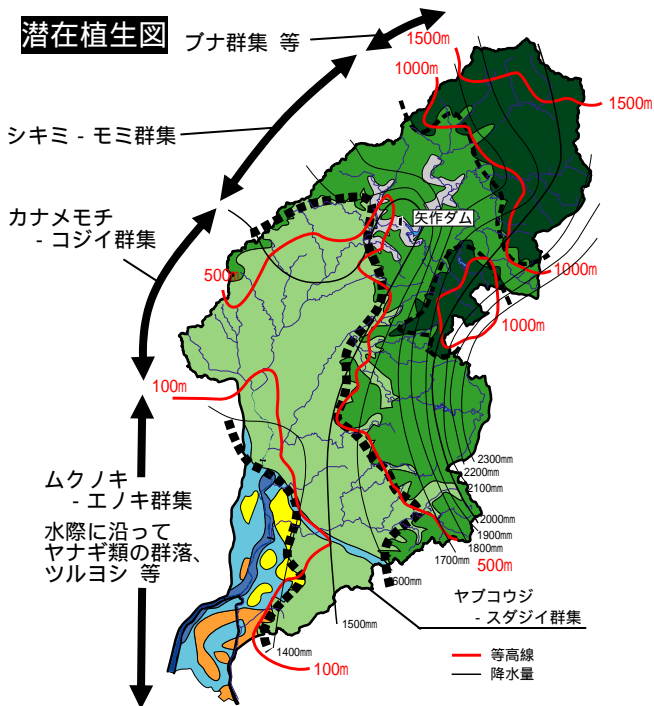 潜在植生図
ブナ群集 等
1500m
1000m
1500m
シキミ - モミ群集
矢作ダム
カナメモチ
- コジイ群集
500m
1000m
1000m
100m
2300mm
2200mm
2100mm
ムクノキ
- エノキ群集
水際に沿って
ヤナギ類の群落、
ツルヨシ 等
2000mm
1900mm
1800mm
1700mm
500m
600mm
ヤブコウジ
- スダジイ群集
1500mm
1400mm
100m
等高線
降水量